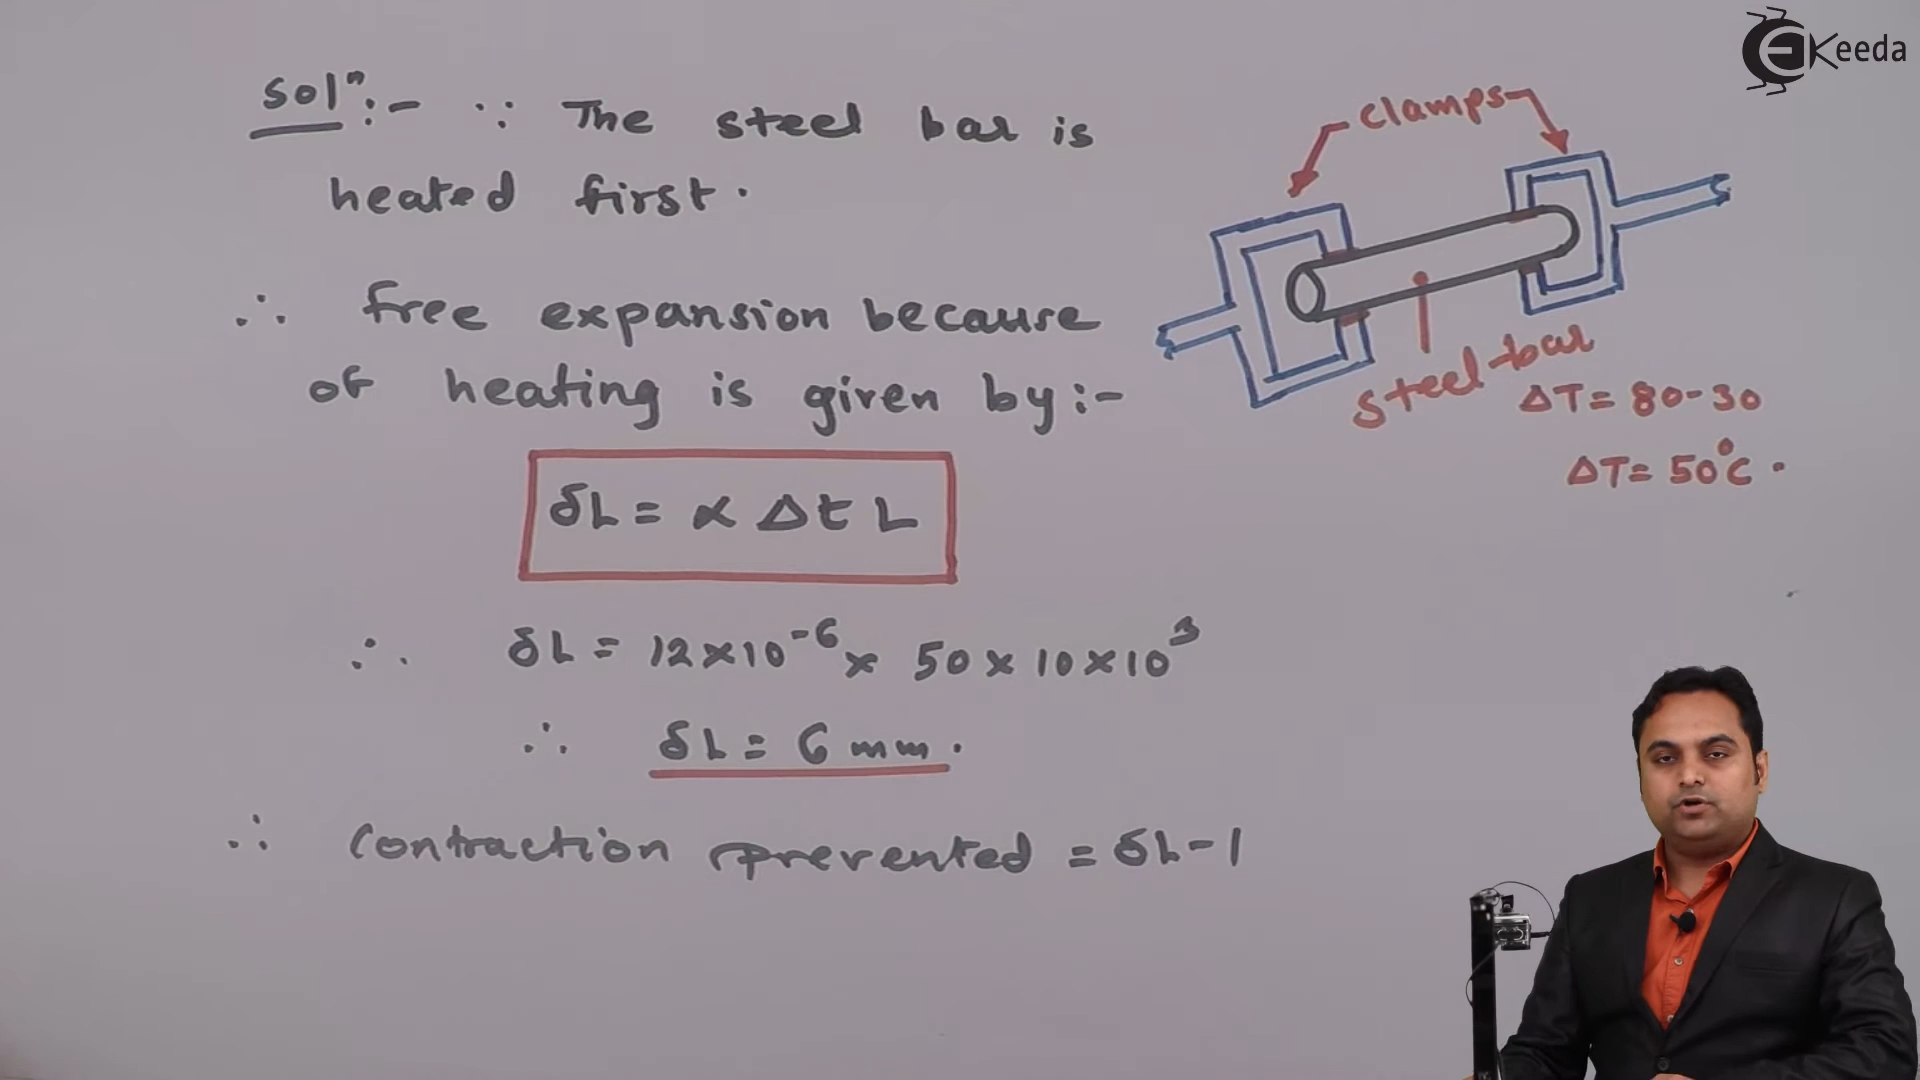 solⁿ:- ∵ The steel bar is
heated first.
∴ free expansion because
of heating is given by:-
δL = α Δt L
∴ δL = 12×10⁻⁶ × 50 × 10×10³
∴ δL = 6 mm.
∴ contraction prevented = δL-1
clamps
steel bar
ΔT = 80-30
ΔT = 50°C.
EKeeda